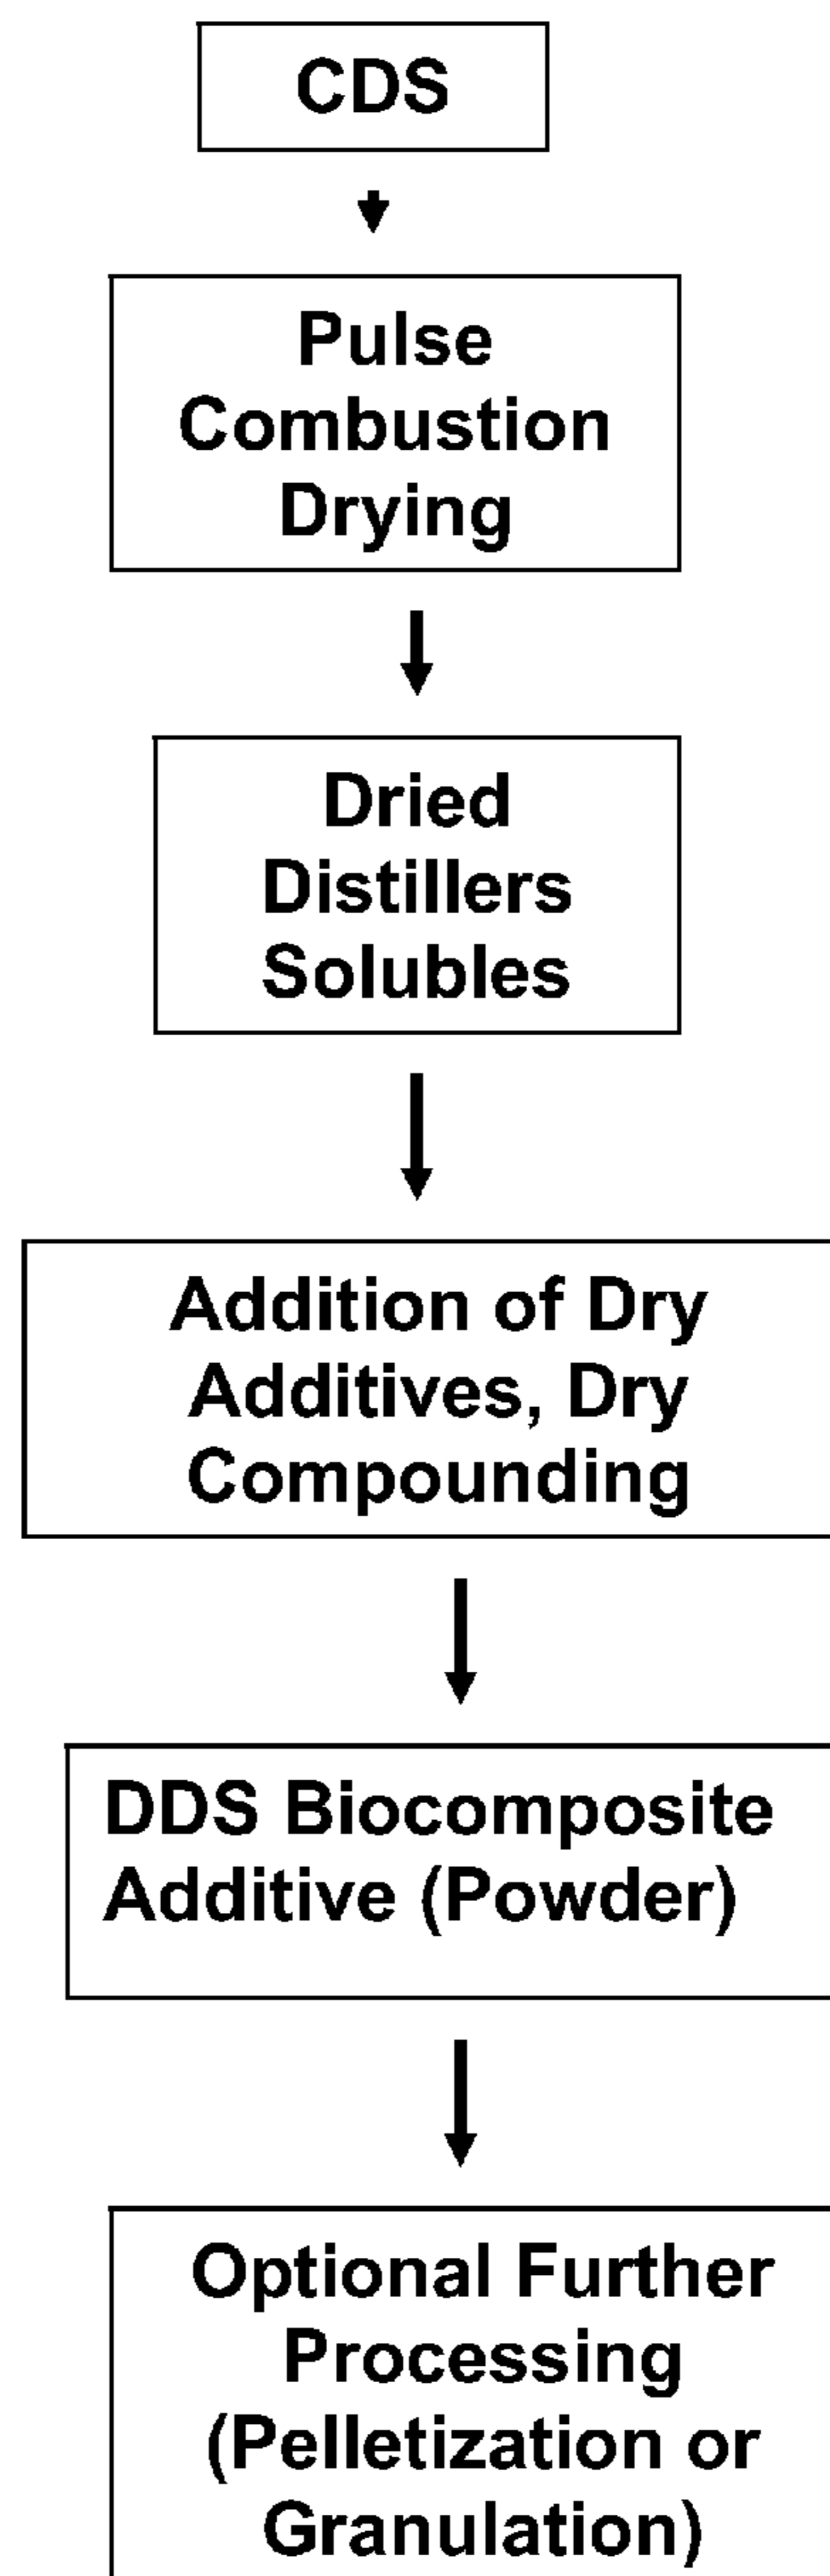 CDS
Pulse
Combustion
Drying
Dried
Distillers
Solubles
Addition of Dry
Additives, Dry
Compounding
DDS Biocomposite
Additive (Powder)
Optional Further
Processing
(Pelletization or
Granulation)